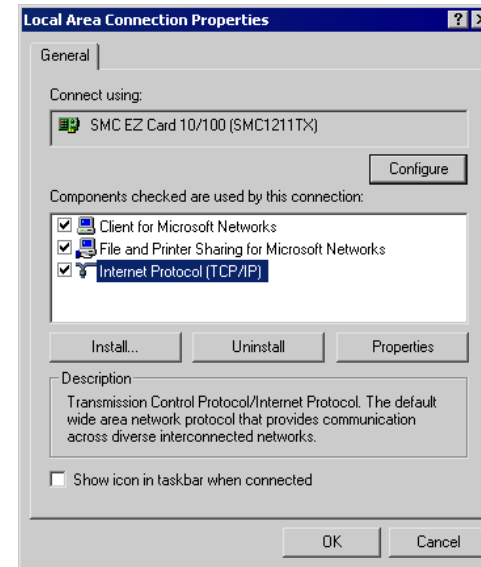 Local Area Connection Properties
General
Connect using:
SMC EZ Card 10/100 (SMC1211TX)
Configure
Components checked are used by this connection:
Client for Microsoft Networks
File and Printer Sharing for Microsoft Networks
Internet Protocol (TCP/IP)
Install...
Uninstall
Properties
Description
Transmission Control Protocol/Internet Protocol. The default
wide area network protocol that provides communication
across diverse interconnected networks.
Show icon in taskbar when connected
OK
Cancel